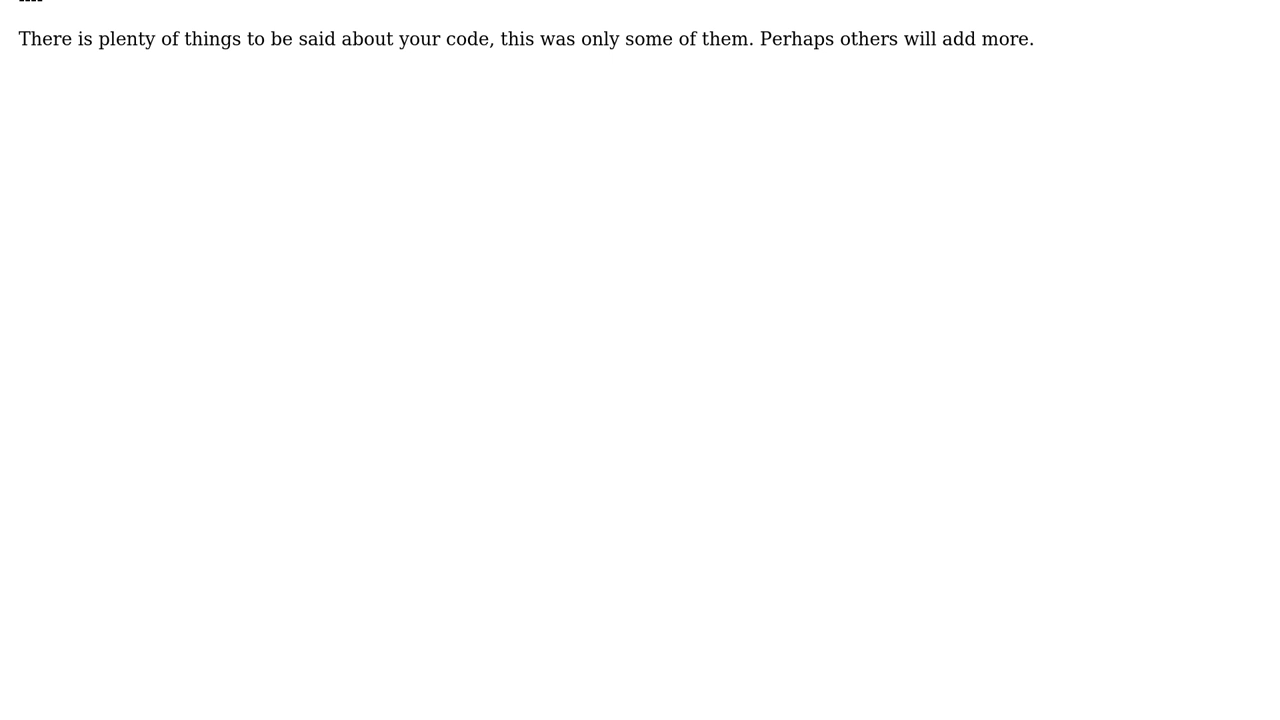 There is plenty of things to be said about your code, this was only some of them. Perhaps others will add more.